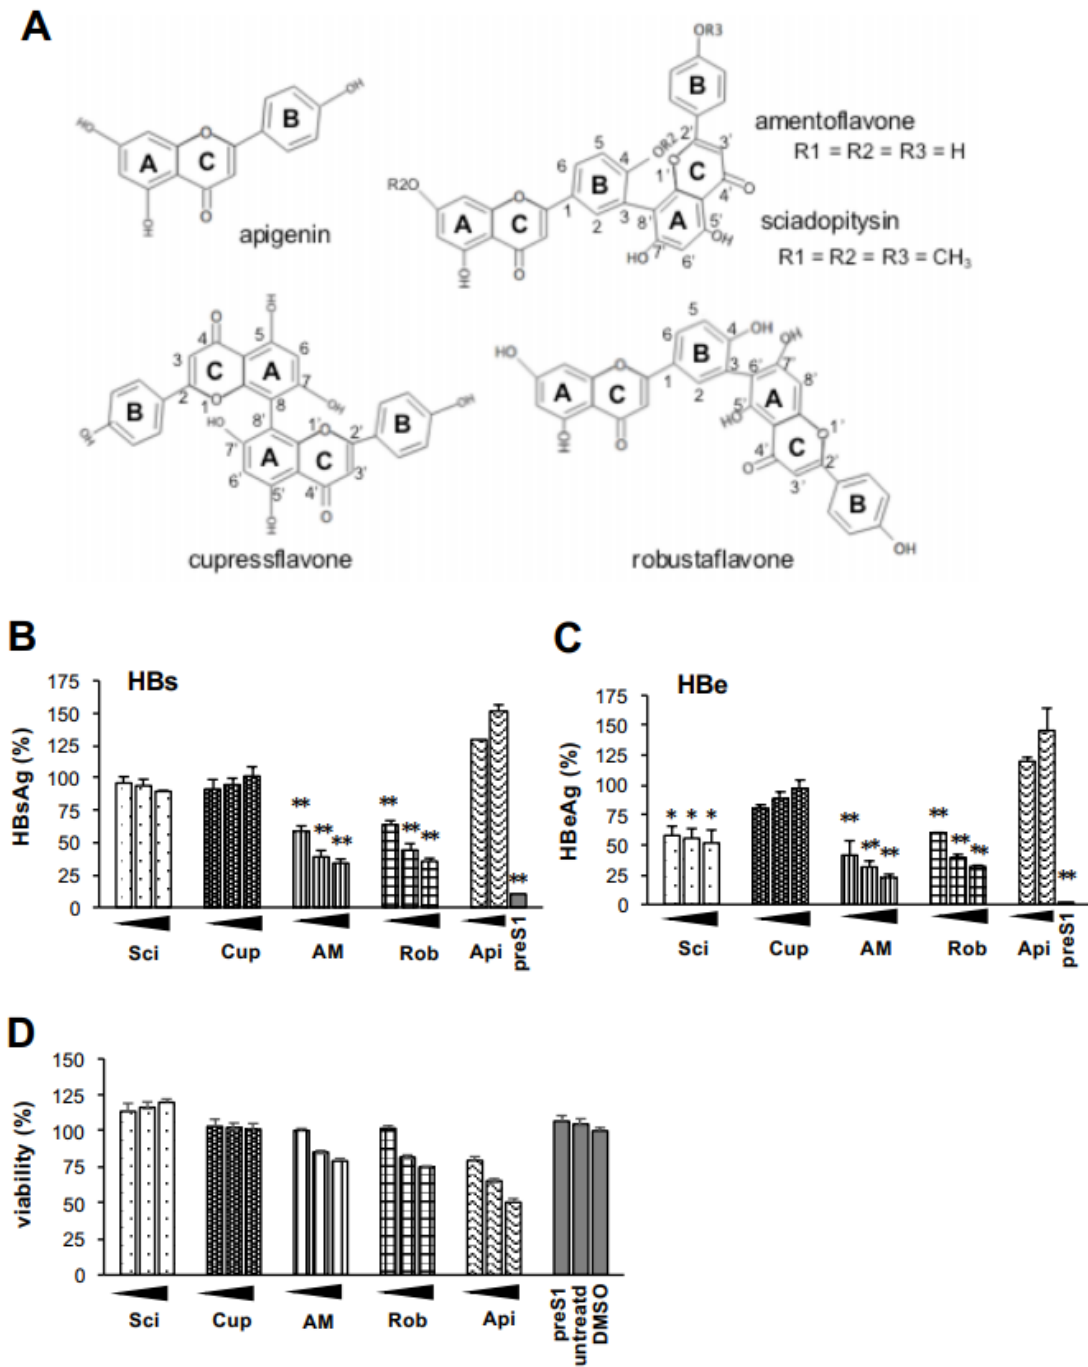 A
OR3
OH
HO
B
O
A
C
O
HO
apigenin
B
2'
3'
amentoflavone
R1 = R2 = R3 = H
5
4
OR2
6
B
O
1'
C
4'
O
R2O
O
A
C
1
2
3
8'
A
5'
OH
sciadopitysin
R1 = R2 = R3 = CH3
HO
7'
6'
HO
O
HO
O
4
5
6
3
C
A
7
2
O
1
8
OH
B
HO
8'
HO
7'
O
1'
2'
B
OH
A
C
6'
3'
5'
4'
O
HO
cupressflavone
5
6
4
OH
B
3
OH
7'
HO
O
1
2
6'
8'
A
C
5'
A
HO
O
1'
HO
O
4'
C
2'
O
3'
B
OH
robustaflavone
B
HBs
HBsAg (%)
175
150
125
100
75
50
25
0
** ** **
** ** **
**
Sci Cup AM Rob Api preS1
C
HBe
HBeAg (%)
175
150
125
100
75
50
25
0
* * *
** ** **
** ** **
**
Sci Cup AM Rob Api preS1
D
viability (%)
150
125
100
75
50
25
0
Sci Cup AM Rob Api preS1 untreatd DMSO